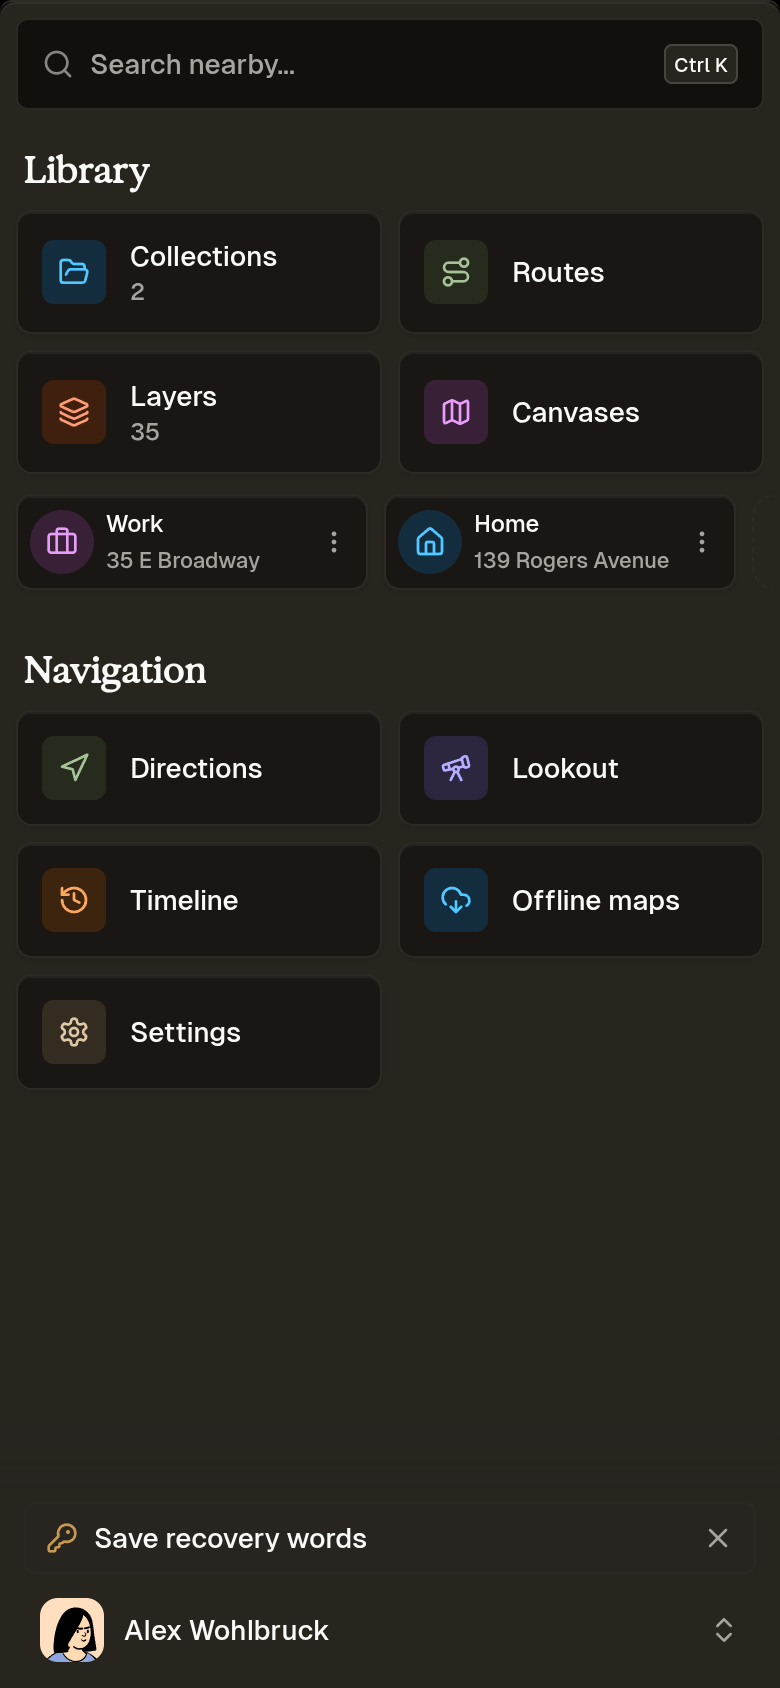 Search nearby...
Ctrl K
Library
Collections
2
Routes
Layers
35
Canvases
Work
35 E Broadway
Home
139 Rogers Avenue
Navigation
Directions
Lookout
Timeline
Offline maps
Settings
Save recovery words
Alex Wohlbruck